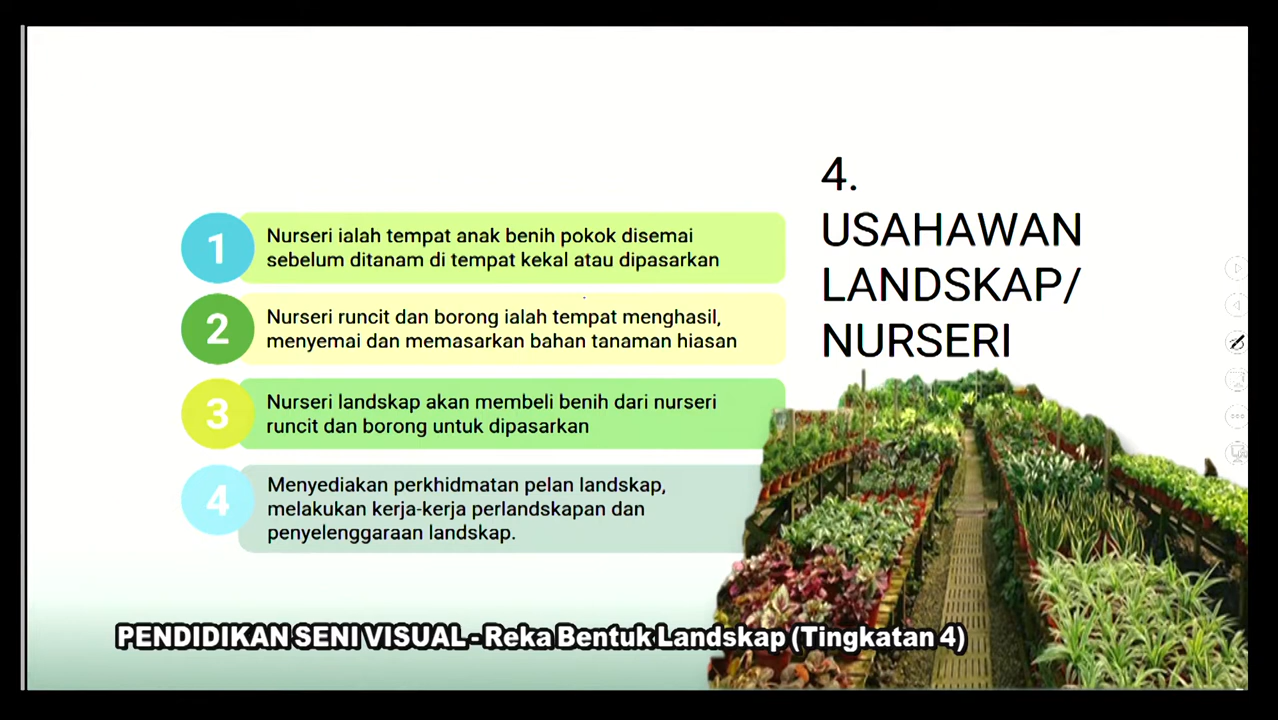 4.
USAHAWAN
LANDSKAP/
NURSERI
1
Nurseri ialah tempat anak benih pokok disemai
sebelum ditanam di tempat kekal atau dipasarkan
2
Nurseri runcit dan borong ialah tempat menghasil,
menyemai dan memasarkan bahan tanaman hiasan
3
Nurseri landskap akan membeli benih dari nurseri
runcit dan borong untuk dipasarkan
4
Menyediakan perkhidmatan pelan landskap,
melakukan kerja-kerja perlandskapan dan
penyelenggaraan landskap.
PENDIDIKAN SENI VISUAL - Reka Bentuk Landskap (Tingkatan 4)